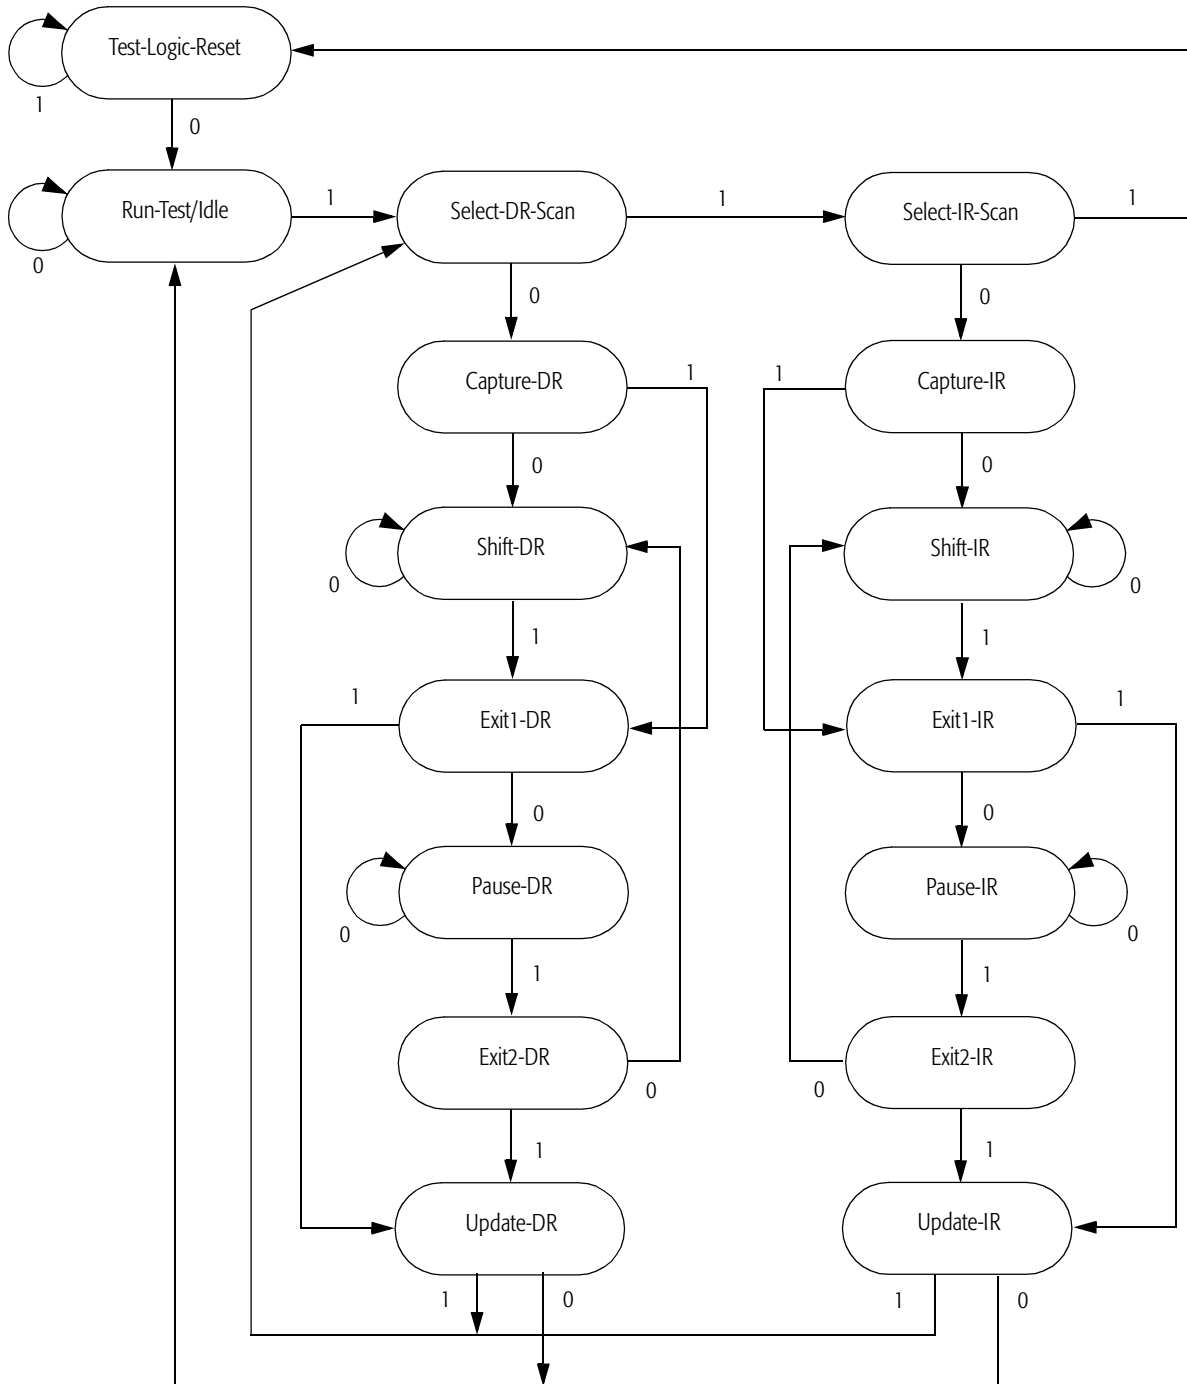 Test-Logic-Reset
1
0
Run-Test/Idle
1
Select-DR-Scan
1
Select-IR-Scan
1
0
0
0
Capture-DR
1
1
Capture-IR
0
0
Shift-DR
Shift-IR
0
0
1
1
1
Exit1-DR
Exit1-IR
1
0
0
Pause-DR
Pause-IR
0
0
1
1
Exit2-DR
Exit2-IR
0
0
1
1
Update-DR
Update-IR
1
0
1
0